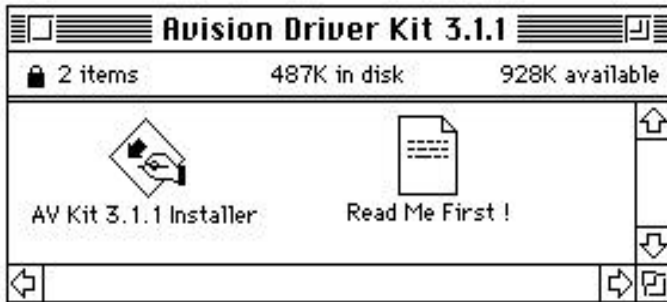 Avision Driver Kit 3.1.1
2 items 487K in disk 928K available
AV Kit 3.1.1 Installer Read Me First !